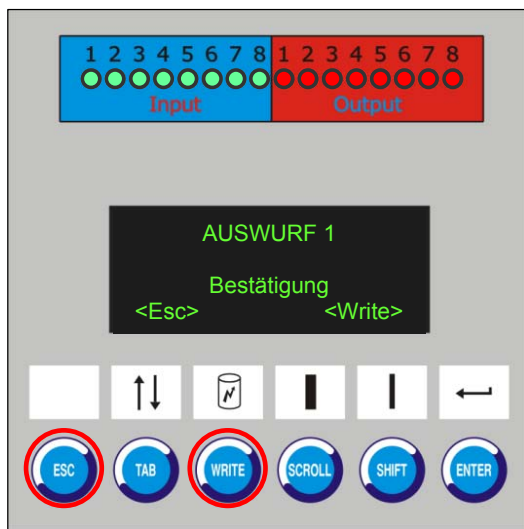 1 2 3 4 5 6 7 8 1 2 3 4 5 6 7 8
Input Output
AUSWURF 1
Bestätigung
<Esc> <Write>
ESC TAB WRITE SCROLL SHIFT ENTER